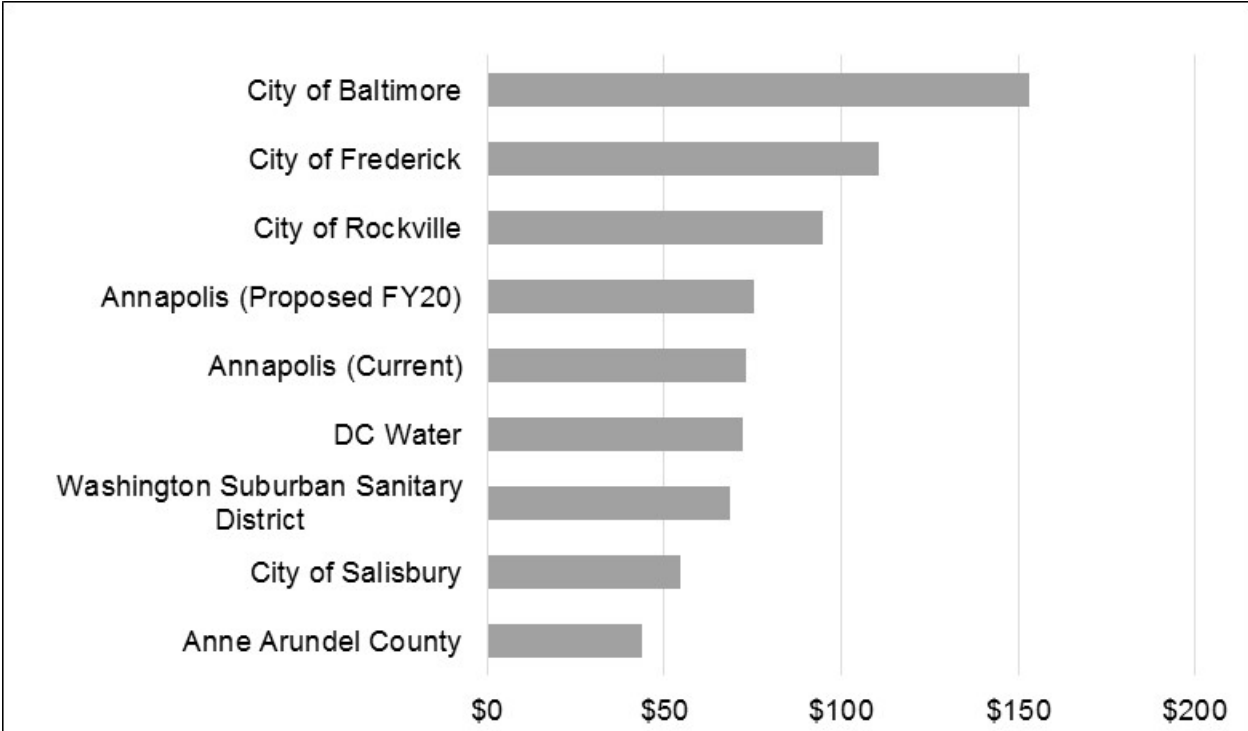 City of Baltimore
City of Frederick
City of Rockville
Annapolis (Proposed FY20)
Annapolis (Current)
DC Water
Washington Suburban Sanitary
District
City of Salisbury
Anne Arundel County
$0 $50 $100 $150 $200